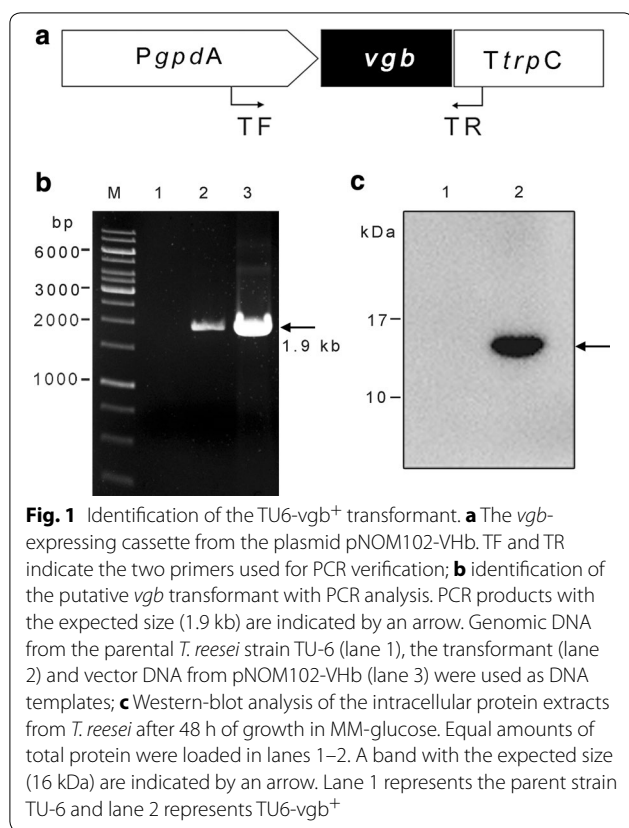 a
PgpdA vgb TtrpC
TF TR
b
M 1 2 3
bp
6000
3000
2000
1.9 kb
1000
c
1 2
kDa
17
10
Fig. 1 Identification of the TU6-vgb⁺ transformant. a The vgb-
expressing cassette from the plasmid pNOM102-VHb. TF and TR
indicate the two primers used for PCR verification; b identification of
the putative vgb transformant with PCR analysis. PCR products with
the expected size (1.9 kb) are indicated by an arrow. Genomic DNA
from the parental T. reesei strain TU-6 (lane 1), the transformant (lane
2) and vector DNA from pNOM102-VHb (lane 3) were used as DNA
templates; c Western-blot analysis of the intracellular protein extracts
from T. reesei after 48 h of growth in MM-glucose. Equal amounts of
total protein were loaded in lanes 1–2. A band with the expected size
(16 kDa) are indicated by an arrow. Lane 1 represents the parent strain
TU-6 and lane 2 represents TU6-vgb⁺